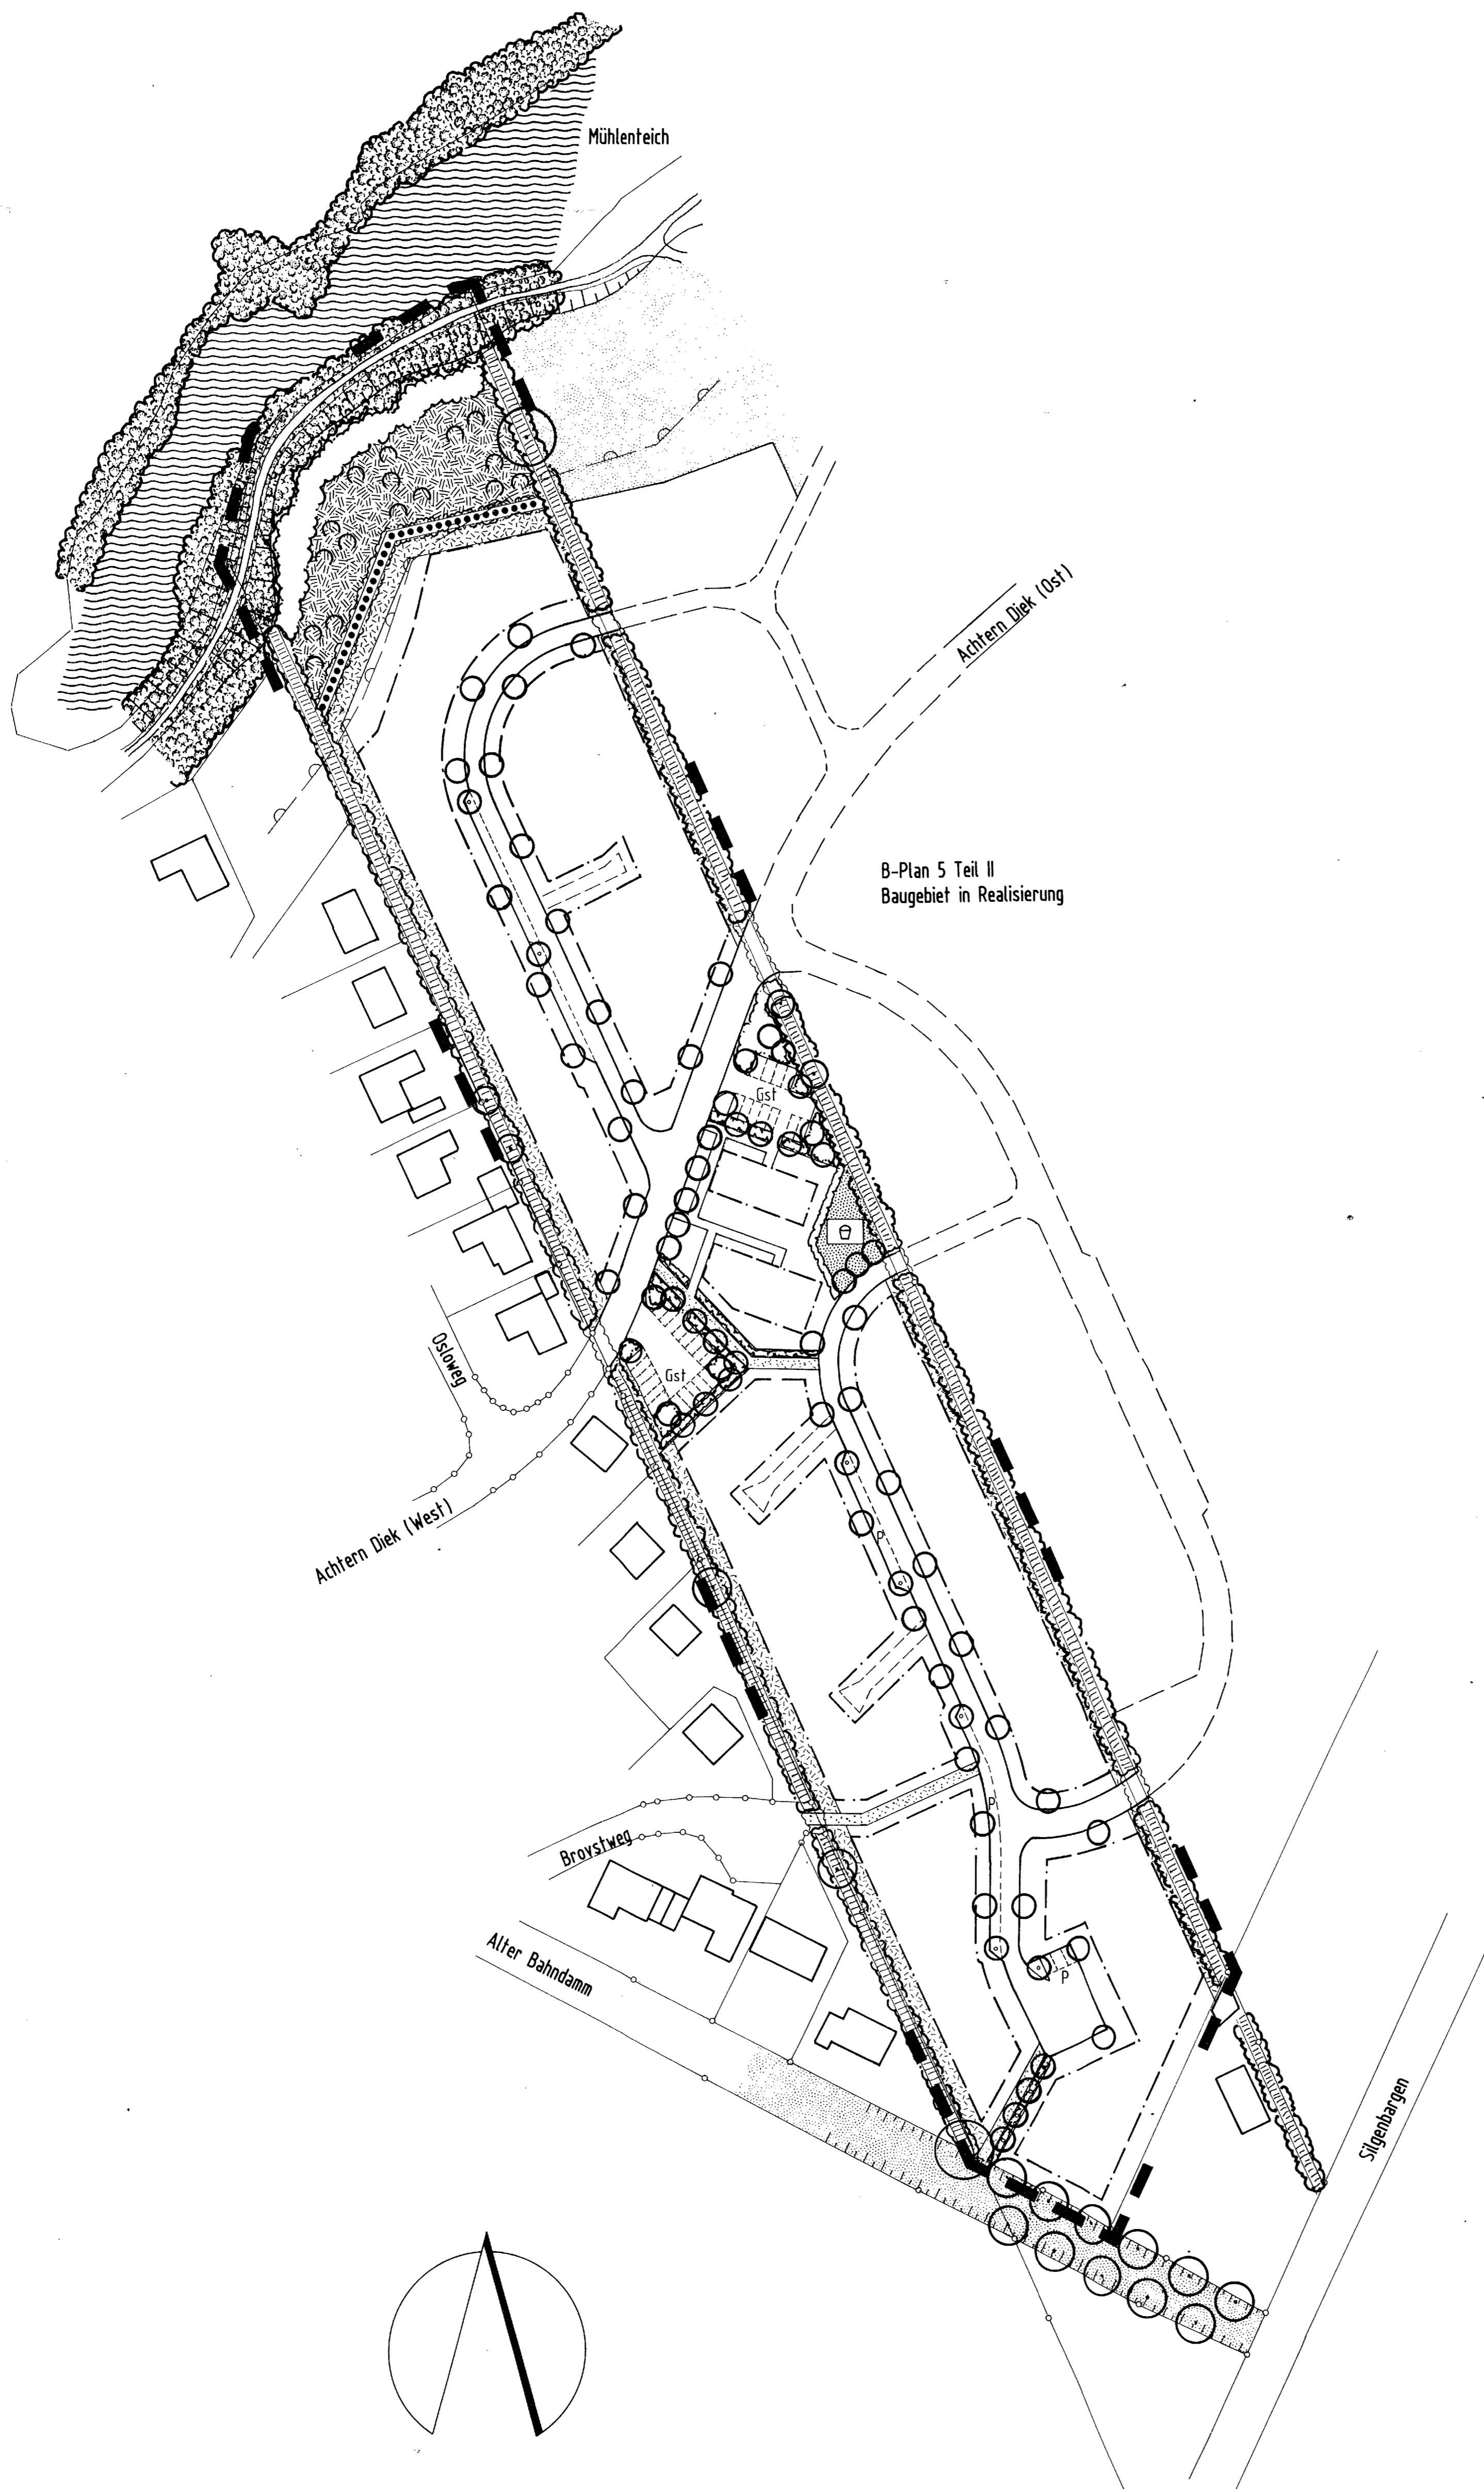 Mühlenteich
Achtern Diek (Ost)
B-Plan 5 Teil II
Baugebiet in Realisierung
Gst
Osloweg
Gst
Achtern Diek (West)
P
P
Brovstweg
Alter Bahndamm
P
Silgenbargen